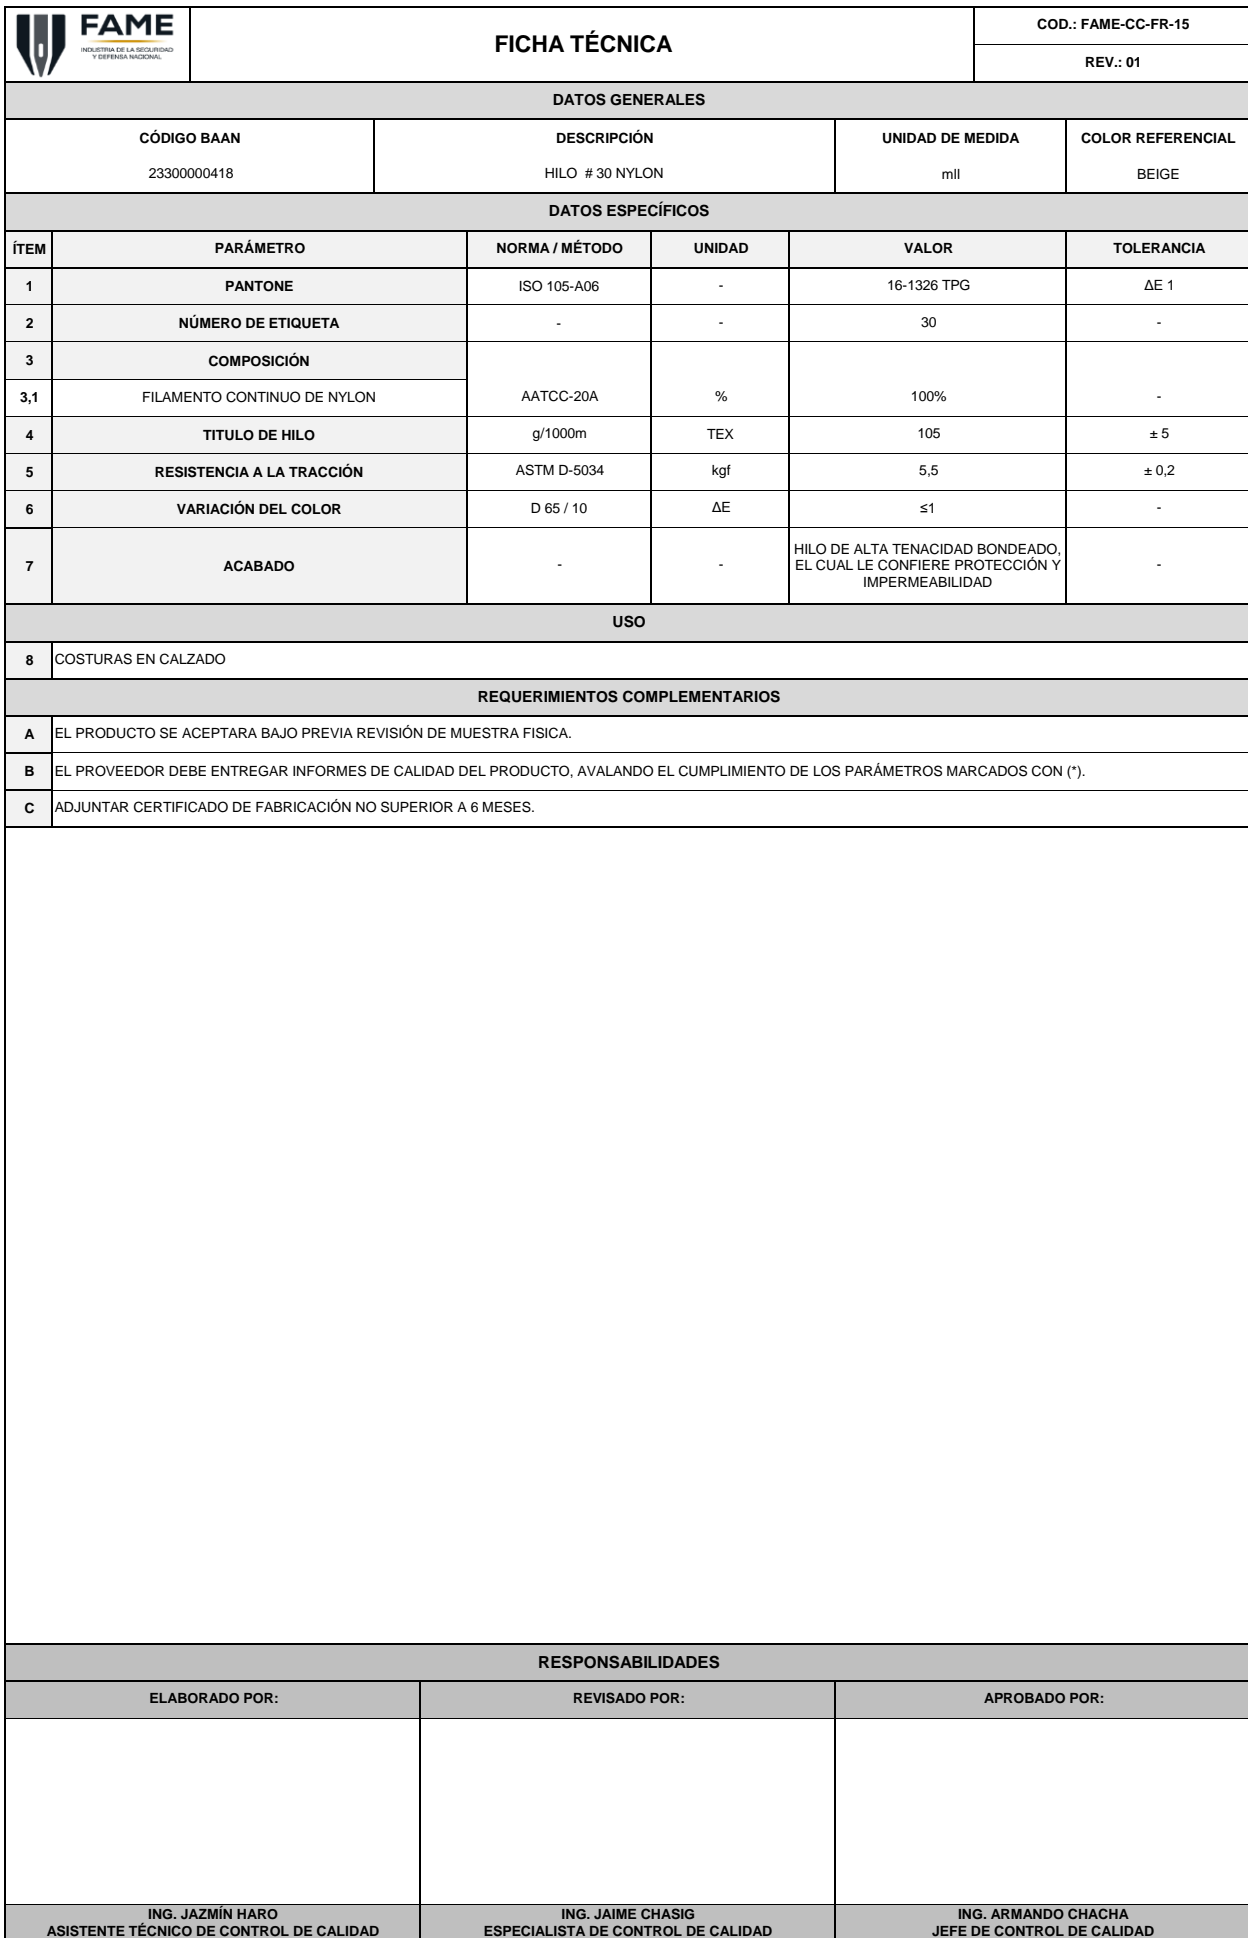 FAME
INDUSTRIA DE LA SEGURIDAD
Y DEFENSA NACIONAL
FICHA TÉCNICA
COD.: FAME-CC-FR-15
REV.: 01
DATOS GENERALES
CÓDIGO BAAN DESCRIPCIÓN UNIDAD DE MEDIDA COLOR REFERENCIAL
23300000418 HILO # 30 NYLON mll BEIGE
DATOS ESPECÍFICOS
ÍTEM PARÁMETRO NORMA / MÉTODO UNIDAD VALOR TOLERANCIA
1 PANTONE ISO 105-A06 - 16-1326 TPG ΔE 1
2 NÚMERO DE ETIQUETA - - 30 -
3 COMPOSICIÓN
3,1 FILAMENTO CONTINUO DE NYLON AATCC-20A % 100% -
4 TITULO DE HILO g/1000m TEX 105 ± 5
5 RESISTENCIA A LA TRACCIÓN ASTM D-5034 kgf 5,5 ± 0,2
6 VARIACIÓN DEL COLOR D 65 / 10 ΔE ≤1 -
7 ACABADO - - HILO DE ALTA TENACIDAD BONDEADO,
EL CUAL LE CONFIERE PROTECCIÓN Y
IMPERMEABILIDAD -
USO
8 COSTURAS EN CALZADO
REQUERIMIENTOS COMPLEMENTARIOS
A EL PRODUCTO SE ACEPTARA BAJO PREVIA REVISIÓN DE MUESTRA FISICA.
B EL PROVEEDOR DEBE ENTREGAR INFORMES DE CALIDAD DEL PRODUCTO, AVALANDO EL CUMPLIMIENTO DE LOS PARÁMETROS MARCADOS CON (*).
C ADJUNTAR CERTIFICADO DE FABRICACIÓN NO SUPERIOR A 6 MESES.
RESPONSABILIDADES
ELABORADO POR: REVISADO POR: APROBADO POR:
ING. JAZMÍN HARO ING. JAIME CHASIG ING. ARMANDO CHACHA
ASISTENTE TÉCNICO DE CONTROL DE CALIDAD ESPECIALISTA DE CONTROL DE CALIDAD JEFE DE CONTROL DE CALIDAD